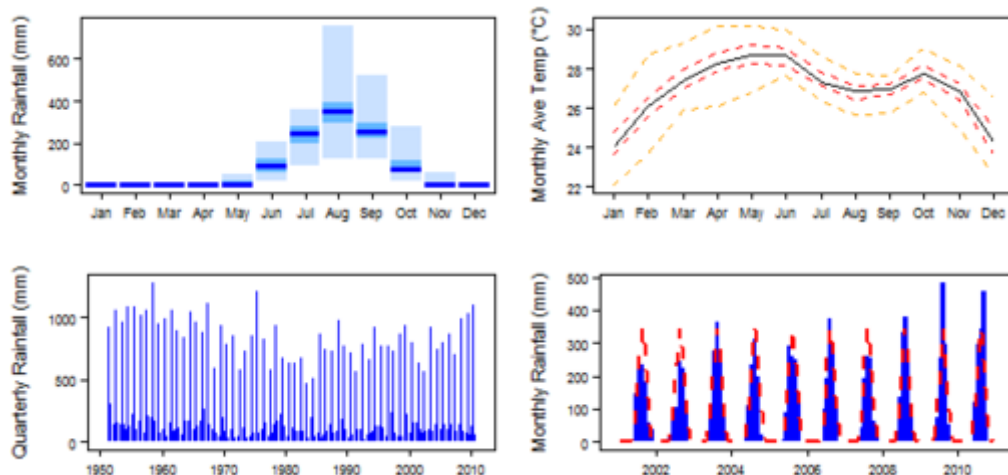 Monthly Rainfall (mm)
600
400
200
0
Jan Feb Mar Apr May Jun Jul Aug Sep Oct Nov Dec
Monthly Ave Temp (°C)
30
28
26
24
22
Jan Feb Mar Apr May Jun Jul Aug Sep Oct Nov Dec
Quarterly Rainfall (mm)
1000
500
0
1950 1960 1970 1980 1990 2000 2010
Monthly Rainfall (mm)
500
400
300
200
100
0
2002 2004 2006 2008 2010